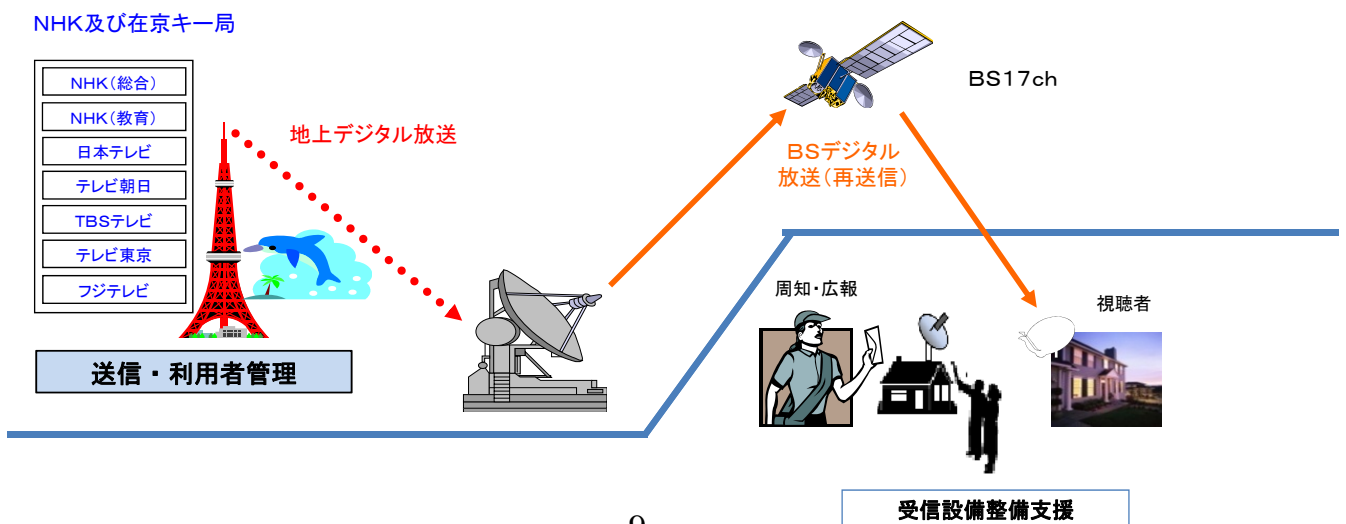 NHK及び在京キー局
NHK(総合)
NHK(教育)
日本テレビ
テレビ朝日
TBSテレビ
テレビ東京
フジテレビ
地上デジタル放送
送信・利用者管理
BS17ch
BSデジタル
放送(再送信)
周知・広報
視聴者
受信設備整備支援